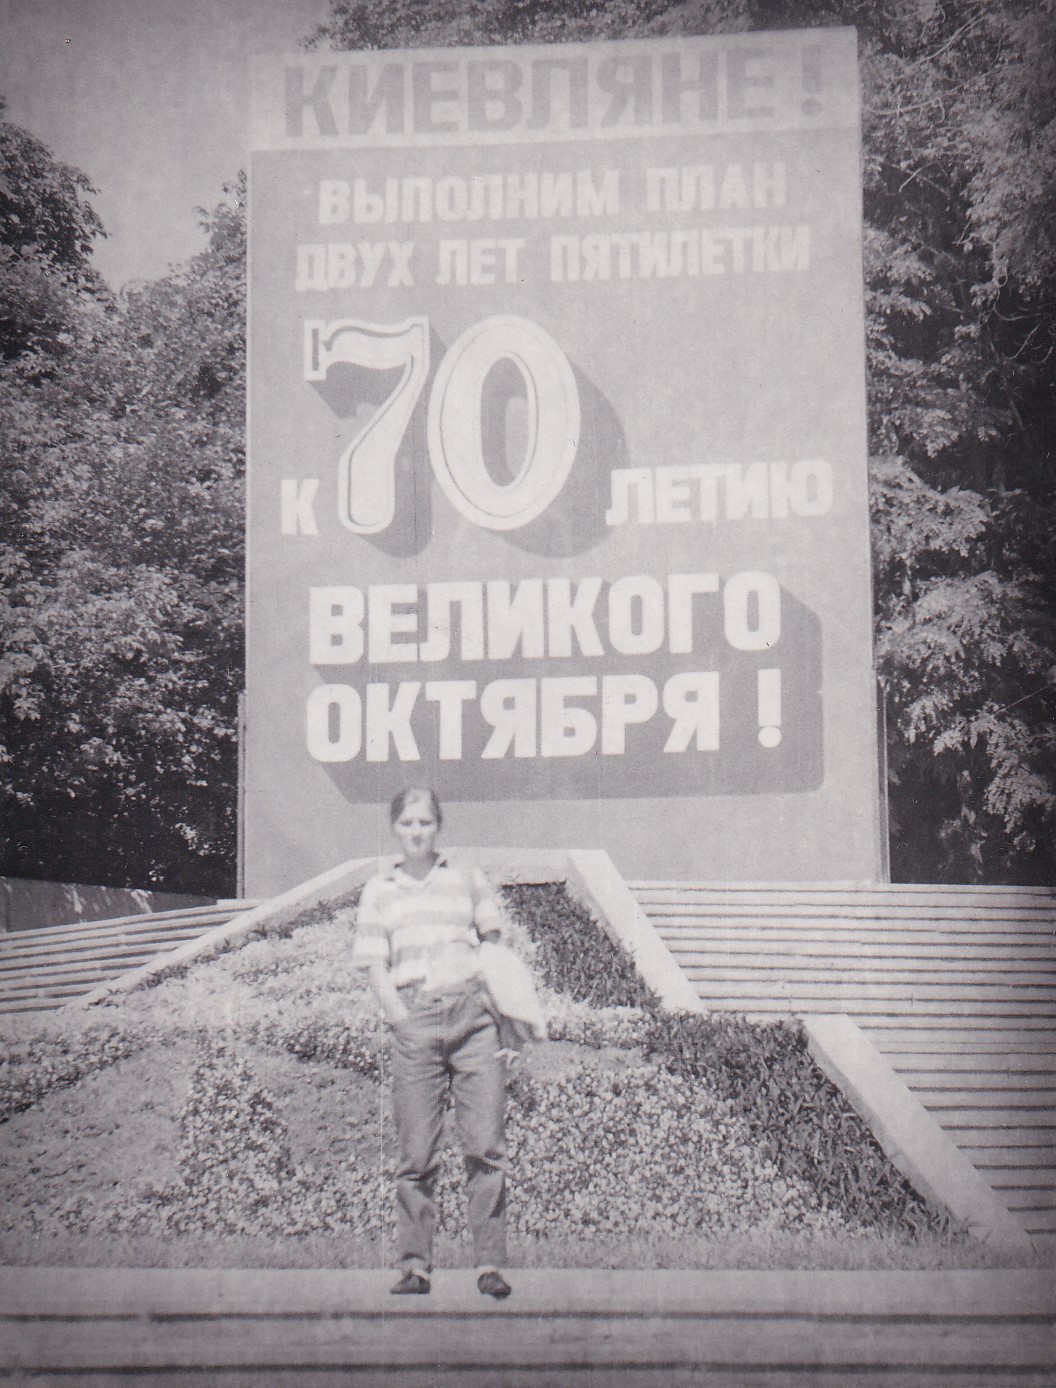 КИЕВЛЯНЕ!
ВЫПОЛНИМ ПЛАН
ДВУХ ЛЕТ ПЯТИЛЕТКИ
К 70 ЛЕТИЮ
ВЕЛИКОГО
ОКТЯБРЯ !